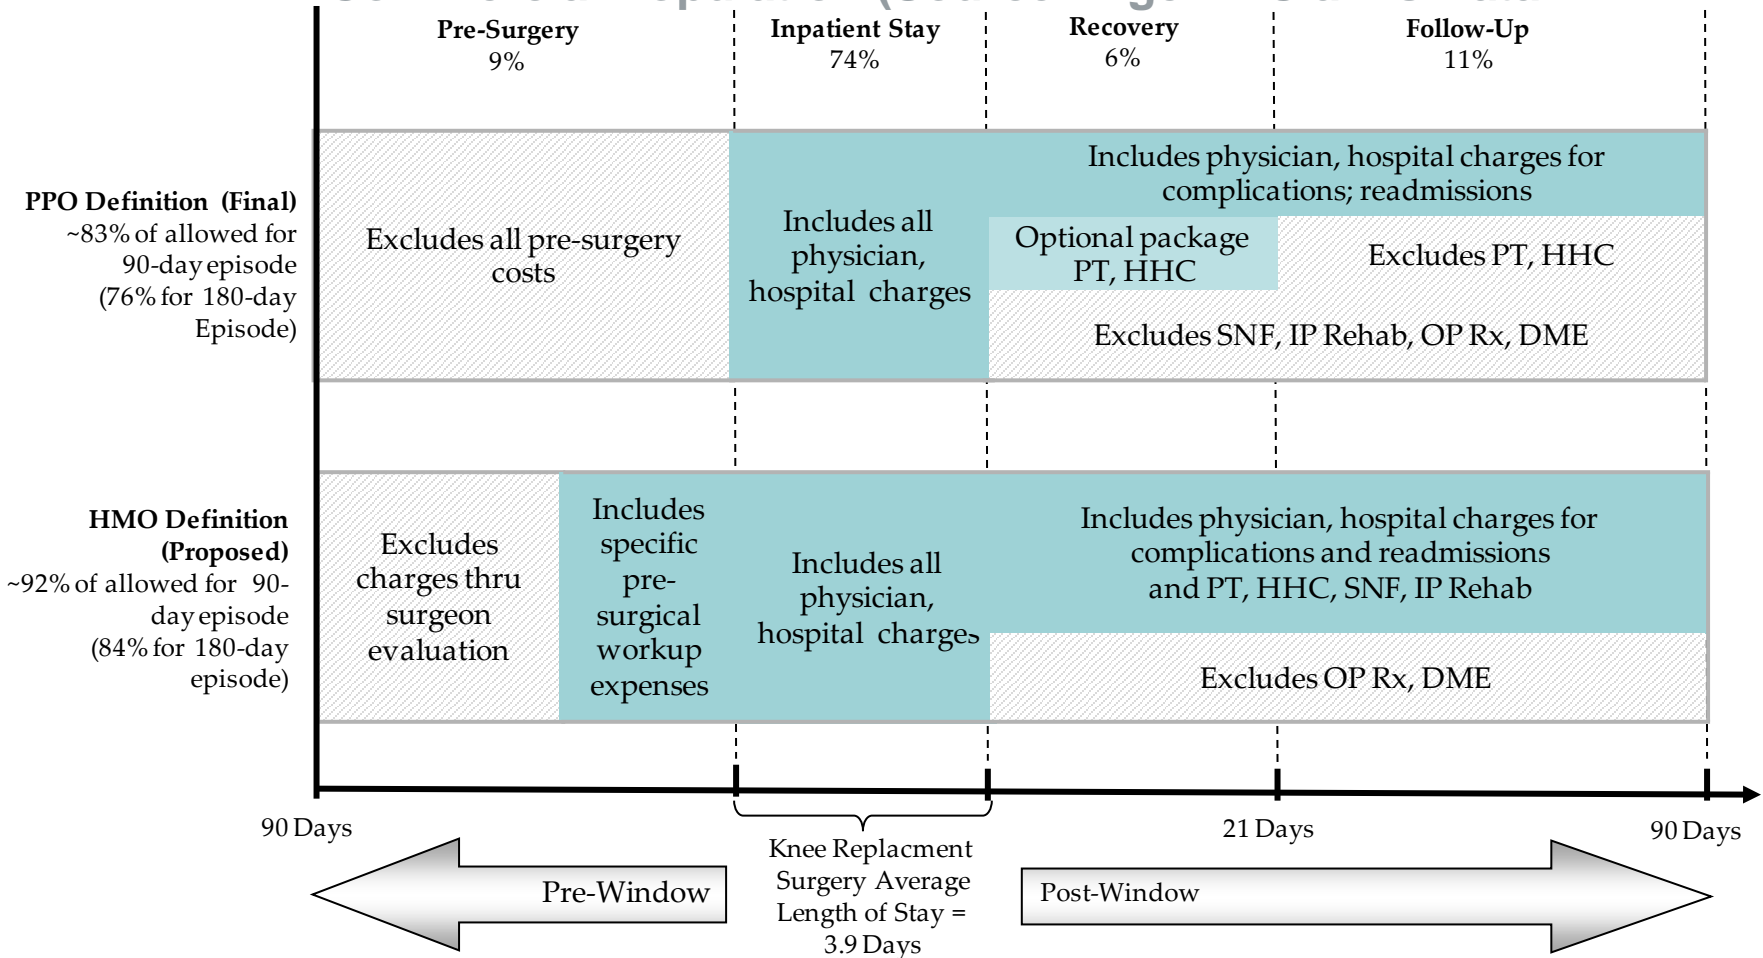 Pre-Surgery
9%
Inpatient Stay
74%
Recovery
6%
Follow-Up
11%
PPO Definition (Final)
~83% of allowed for
90-day episode
(76% for 180-day
Episode)
Excludes all pre-surgery
costs
Includes all
physician,
hospital charges
Includes physician, hospital charges for
complications; readmissions
Optional package
PT, HHC
Excludes PT, HHC
Excludes SNF, IP Rehab, OP Rx, DME
HMO Definition
(Proposed)
~92% of allowed for 90-
day episode
(84% for 180-day
episode)
Excludes
charges thru
surgeon
evaluation
Includes
specific
pre-
surgical
workup
expenses
Includes all
physician,
hospital charges
Includes physician, hospital charges for
complications and readmissions
and PT, HHC, SNF, IP Rehab
Excludes OP Rx, DME
90 Days
21 Days
90 Days
Pre-Window
Knee Replacment
Surgery Average
Length of Stay =
3.9 Days
Post-Window